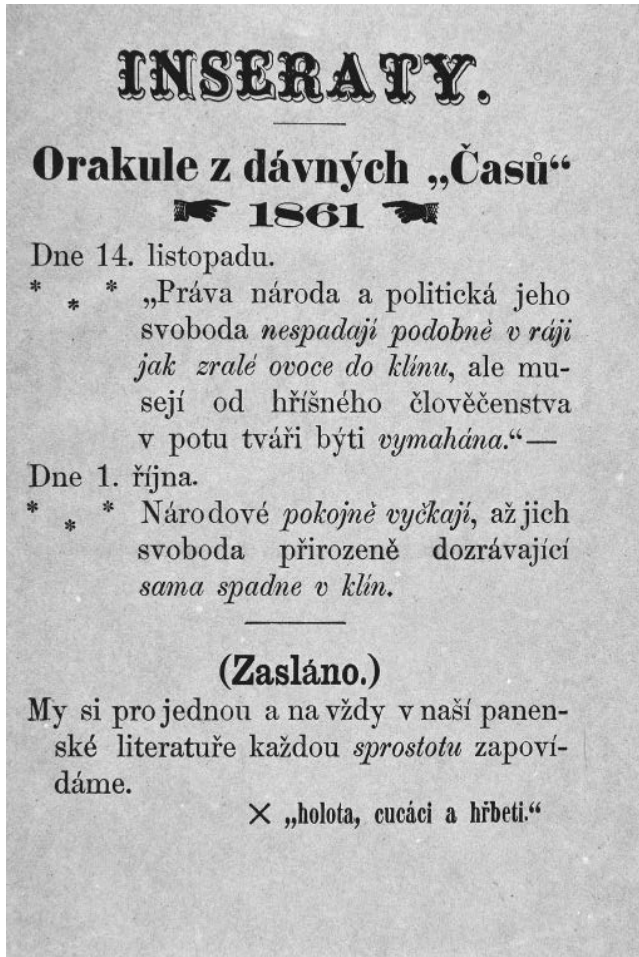 INSERATY.
Orakule z dávných „Časů“
☛ 1861 ☚
Dne 14. listopadu.
* * * „Práva národa a politická jeho
svoboda nespadají podobně v ráji
jak zralé ovoce do klínu, ale mu-
sejí od hříšného člověčenstva
v potu tváři býti vymahána.“—
Dne 1. října.
* * * Národové pokojně vyčkají, až jich
svoboda přirozeně dozrávající
sama spadne v klín.
(Zasláno.)
My si pro jednou a na vždy v naší panen-
ské literatuře každou sprostotu zapoví-
dáme.
× „holota, cucáci a hřbeti.“